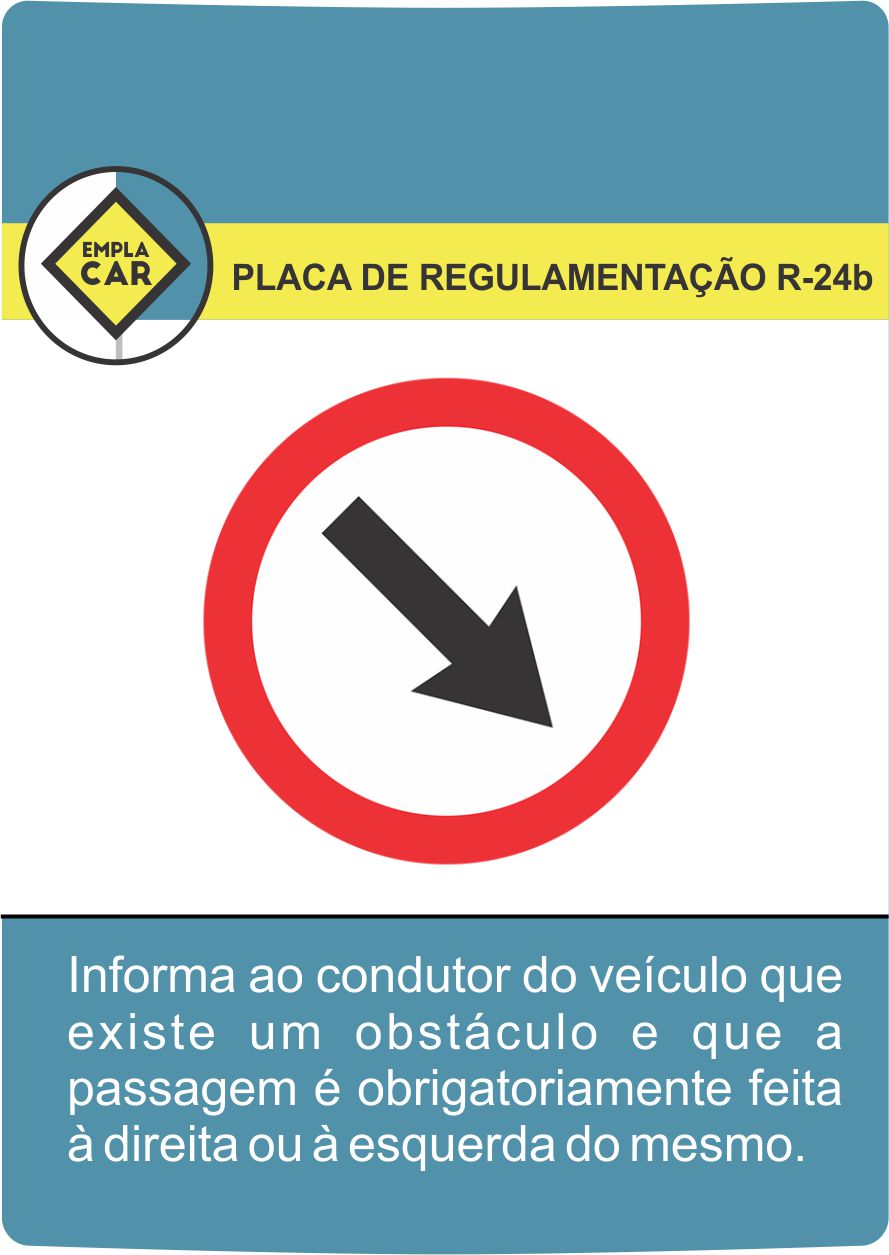 EMPLA
CAR
PLACA DE REGULAMENTAÇÃO R-24b
Informa ao condutor do veículo que
existe um obstáculo e que a
passagem é obrigatoriamente feita
à direita ou à esquerda do mesmo.